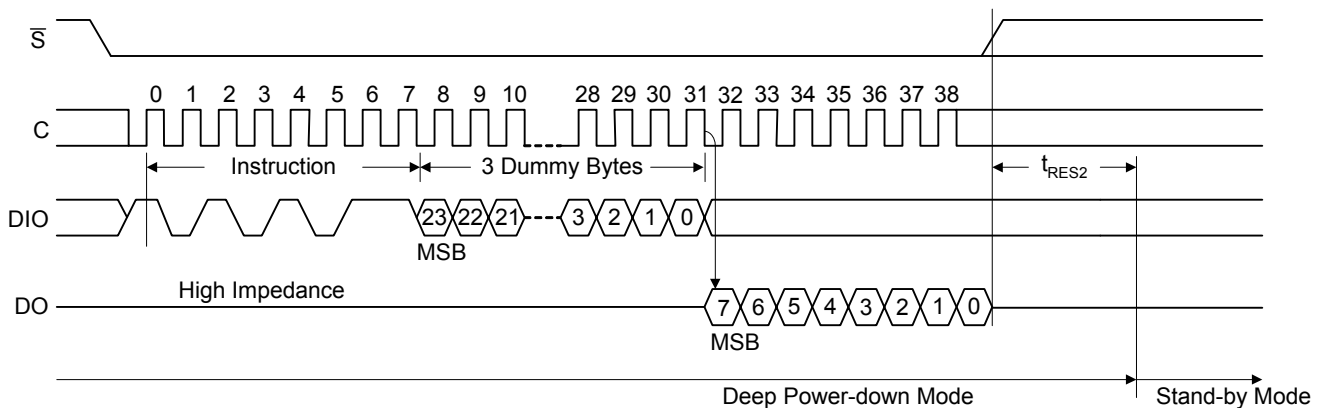 S
0 1 2 3 4 5 6 7 8 9 10 28 29 30 31 32 33 34 35 36 37 38
C
Instruction 3 Dummy Bytes tRES2
DIO 23 22 21 3 2 1 0
MSB
High Impedance
DO 7 6 5 4 3 2 1 0
MSB
Deep Power-down Mode Stand-by Mode